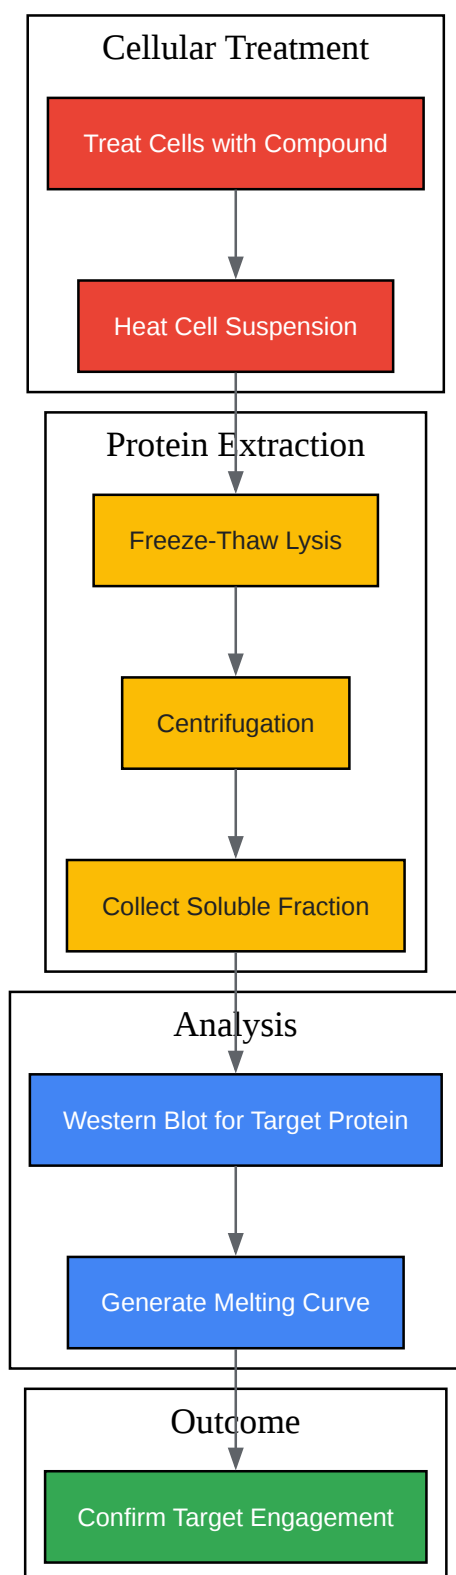 Cellular Treatment
Treat Cells with Compound
Heat Cell Suspension
Protein Extraction
Freeze-Thaw Lysis
Centrifugation
Collect Soluble Fraction
Analysis
Western Blot for Target Protein
Generate Melting Curve
Outcome
Confirm Target Engagement